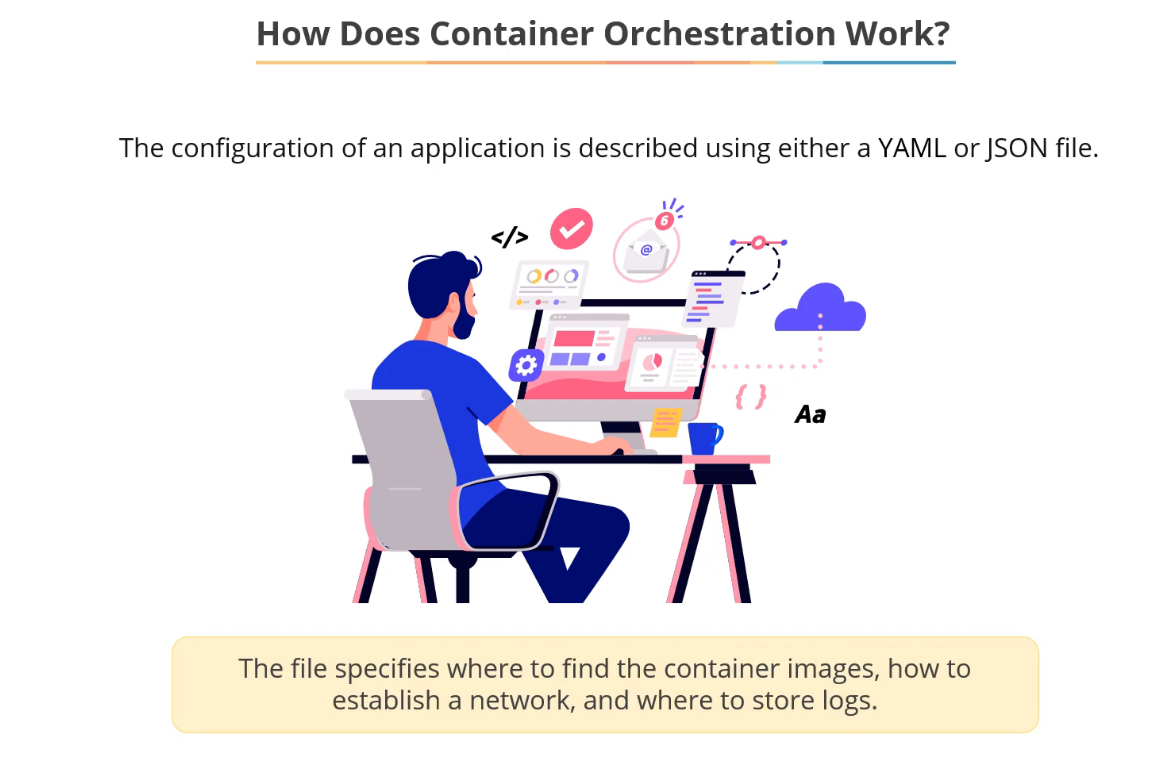 How Does Container Orchestration Work?
The configuration of an application is described using either a YAML or JSON file.
</>
6
@
{ }
Aa
The file specifies where to find the container images, how to
establish a network, and where to store logs.